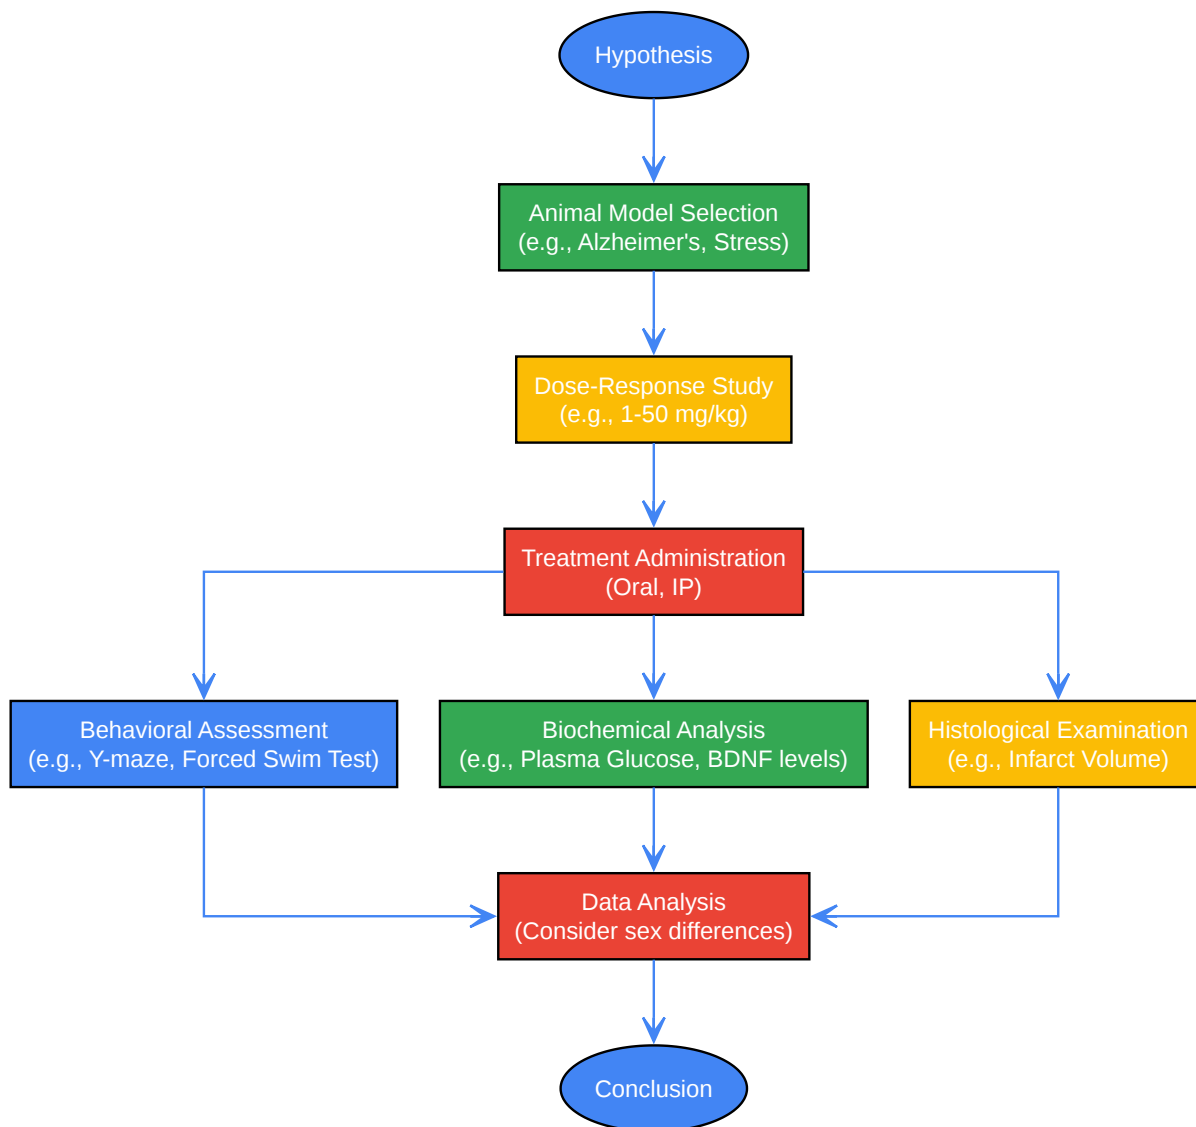 Hypothesis
Animal Model Selection
(e.g., Alzheimer's, Stress)
Dose-Response Study
(e.g., 1-50 mg/kg)
Treatment Administration
(Oral, IP)
Behavioral Assessment
(e.g., Y-maze, Forced Swim Test)
Biochemical Analysis
(e.g., Plasma Glucose, BDNF levels)
Histological Examination
(e.g., Infarct Volume)
Data Analysis
(Consider sex differences)
Conclusion